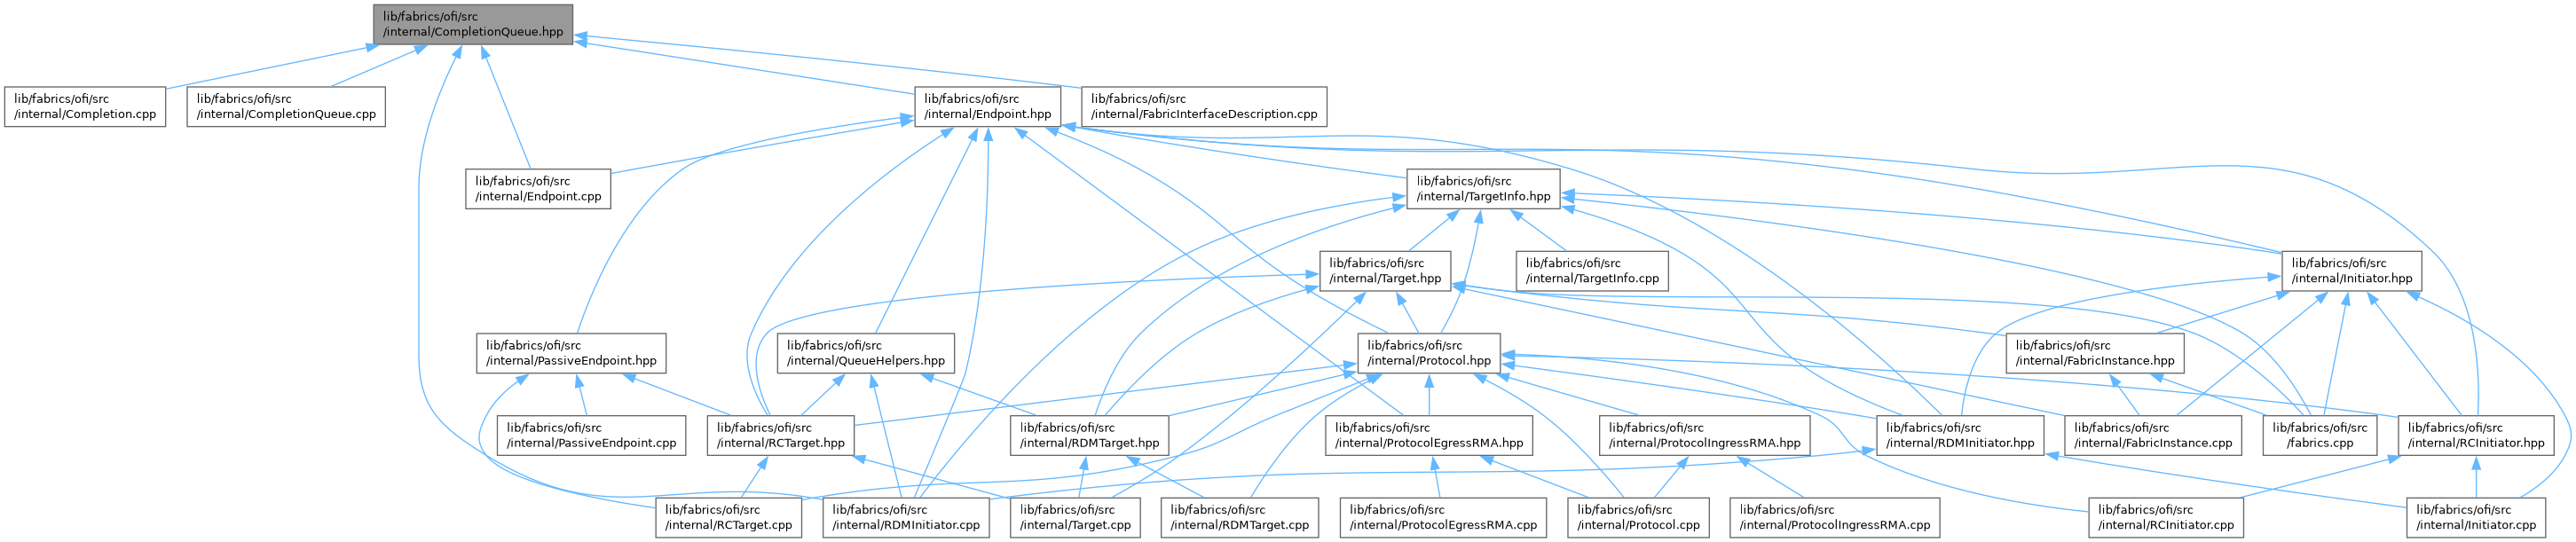 lib/fabrics/ofi/src
/internal/CompletionQueue.hpp
lib/fabrics/ofi/src
/internal/Completion.cpp
lib/fabrics/ofi/src
/internal/CompletionQueue.cpp
lib/fabrics/ofi/src
/internal/Endpoint.hpp
lib/fabrics/ofi/src
/internal/FabricInterfaceDescription.cpp
lib/fabrics/ofi/src
/internal/Endpoint.cpp
lib/fabrics/ofi/src
/internal/TargetInfo.hpp
lib/fabrics/ofi/src
/internal/Target.hpp
lib/fabrics/ofi/src
/internal/TargetInfo.cpp
lib/fabrics/ofi/src
/internal/Initiator.hpp
lib/fabrics/ofi/src
/internal/PassiveEndpoint.hpp
lib/fabrics/ofi/src
/internal/QueueHelpers.hpp
lib/fabrics/ofi/src
/internal/Protocol.hpp
lib/fabrics/ofi/src
/internal/FabricInstance.hpp
lib/fabrics/ofi/src
/internal/PassiveEndpoint.cpp
lib/fabrics/ofi/src
/internal/RCTarget.hpp
lib/fabrics/ofi/src
/internal/RDMTarget.hpp
lib/fabrics/ofi/src
/internal/ProtocolEgressRMA.hpp
lib/fabrics/ofi/src
/internal/ProtocolIngressRMA.hpp
lib/fabrics/ofi/src
/internal/RDMInitiator.hpp
lib/fabrics/ofi/src
/internal/FabricInstance.cpp
lib/fabrics/ofi/src
/fabrics.cpp
lib/fabrics/ofi/src
/internal/RCInitiator.hpp
lib/fabrics/ofi/src
/internal/RCTarget.cpp
lib/fabrics/ofi/src
/internal/RDMInitiator.cpp
lib/fabrics/ofi/src
/internal/Target.cpp
lib/fabrics/ofi/src
/internal/RDMTarget.cpp
lib/fabrics/ofi/src
/internal/ProtocolEgressRMA.cpp
lib/fabrics/ofi/src
/internal/Protocol.cpp
lib/fabrics/ofi/src
/internal/ProtocolIngressRMA.cpp
lib/fabrics/ofi/src
/internal/RCInitiator.cpp
lib/fabrics/ofi/src
/internal/Initiator.cpp